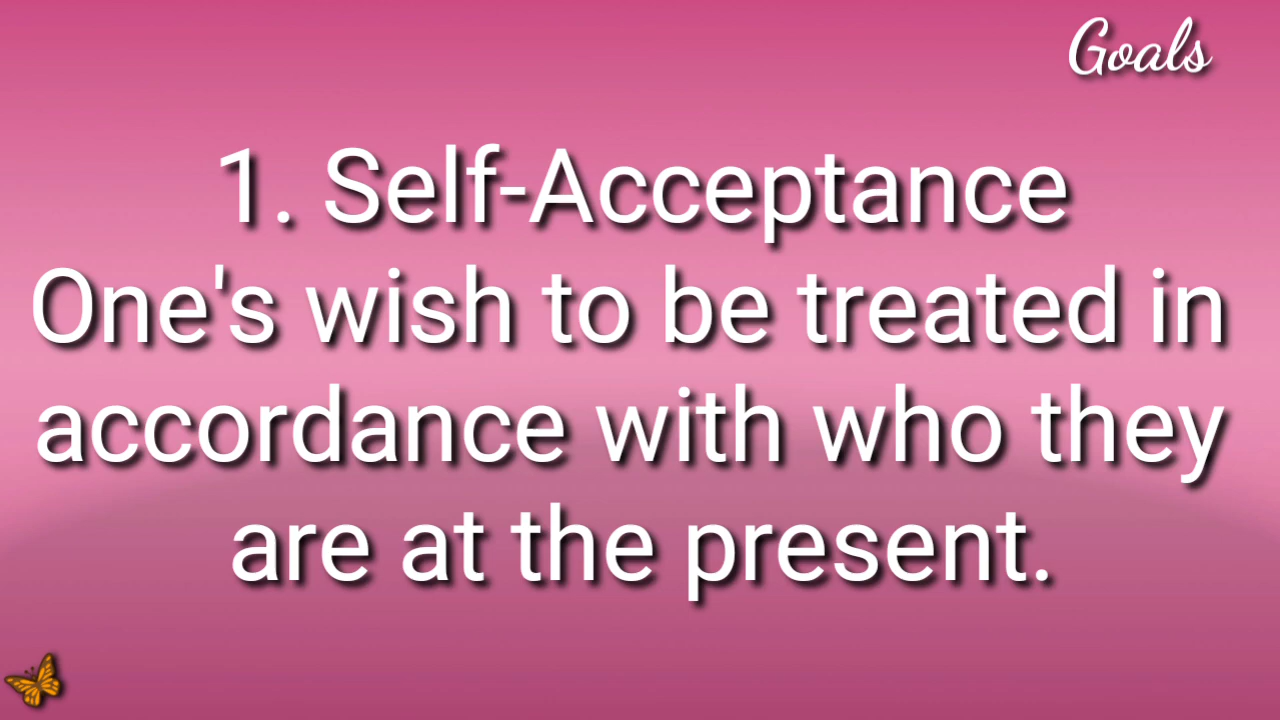 Goals
1. Self-Acceptance
One's wish to be treated in
accordance with who they
are at the present.